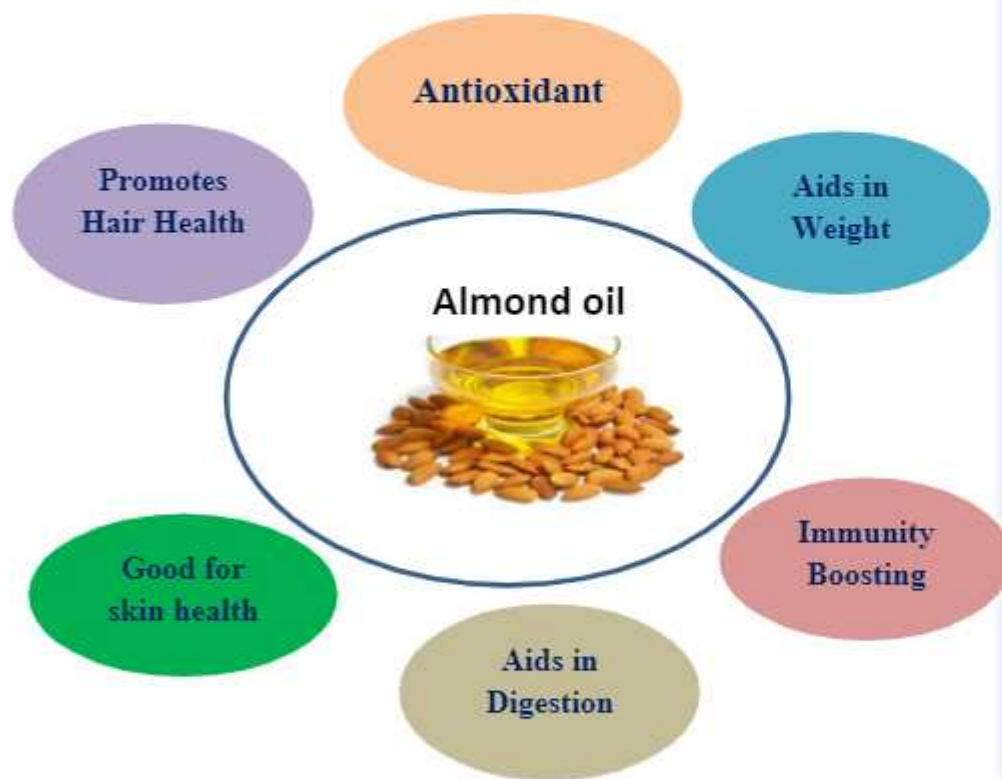 Antioxidant
Promotes
Hair Health
Aids in
Weight
Almond oil
Good for
skin health
Immunity
Boosting
Aids in
Digestion